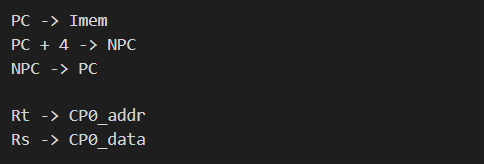 PC -> Imem
PC + 4 -> NPC
NPC -> PC
Rt -> CP0_addr
Rs -> CP0_data